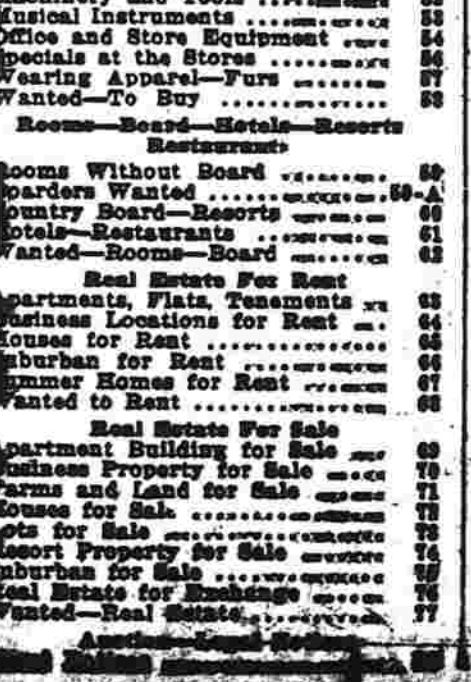 Machinery and Tools
Musical Instruments ........ 53
Office and Store Equipment .... 54
Specials at the Stores ........ 56
Wearing Apparel—Furs .... 57
Wanted—To Buy ............ 58
Rooms—Board—Hotels—Resorts
Restaurants
Rooms Without Board ........ 59
Boarders Wanted ............ 59-A
Country Board—Resorts ...... 60
Hotels—Restaurants ........ 61
Wanted—Rooms—Board ...... 62
Real Estate For Rent
Apartments, Flats, Tenements .. 63
Business Locations for Rent ... 64
Houses for Rent ............ 65
Suburban for Rent .......... 66
Summer Homes for Rent ...... 67
Wanted to Rent ............ 68
Real Estate For Sale
Apartment Building for Sale ... 69
Business Property for Sale .... 70
Farms and Land for Sale ..... 71
Houses for Sale ............ 72
Lots for Sale .............. 73
Resort Property for Sale ..... 74
Suburban for Sale .......... 75
Real Estate for Exchange ..... 76
Wanted—Real Estate ........ 77